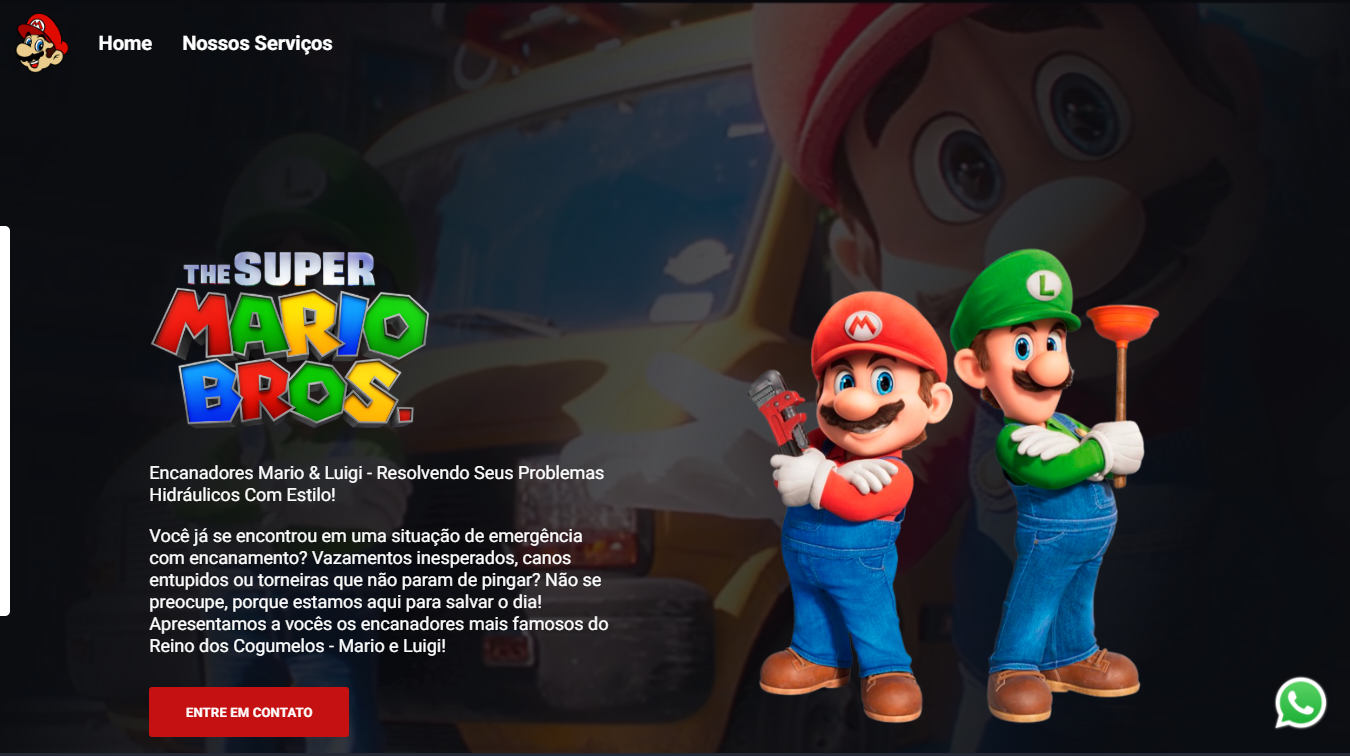 Home
Nossos Serviços
THE SUPER
MARIO
BROS.
Encanadores Mario & Luigi - Resolvendo Seus Problemas
Hidráulicos Com Estilo!
Você já se encontrou em uma situação de emergência
com encanamento? Vazamentos inesperados, canos
entupidos ou torneiras que não param de pingar? Não se
preocupe, porque estamos aqui para salvar o dia!
Apresentamos a vocês os encanadores mais famosos do
Reino dos Cogumelos - Mario e Luigi!
ENTRE EM CONTATO
M
L
M
L